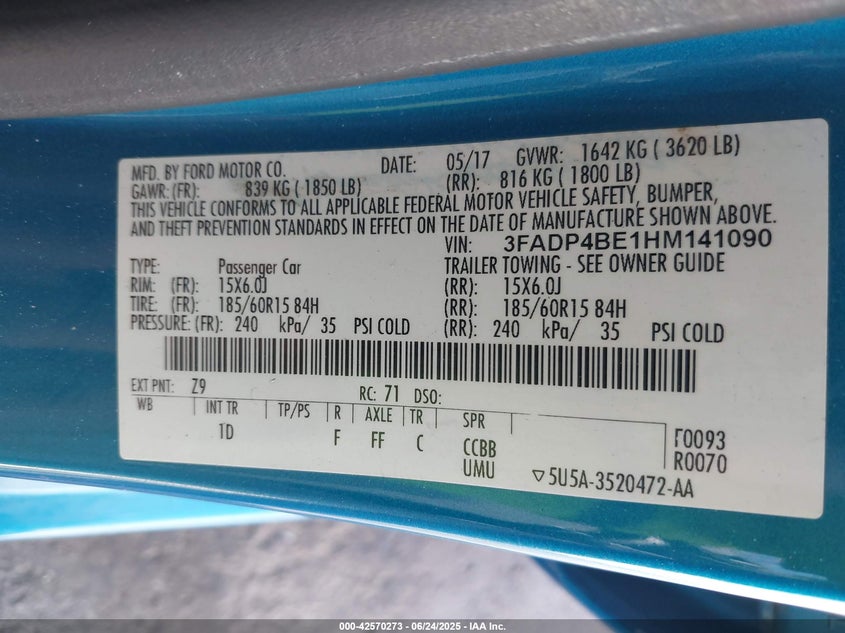 MFD. BY FORD MOTOR CO. DATE: 05/17 GVWR: 1642 KG ( 3620 LB)
GAWR: (FR): 839 KG ( 1850 LB) (RR): 816 KG ( 1800 LB)
THIS VEHICLE CONFORMS TO ALL APPLICABLE FEDERAL MOTOR VEHICLE SAFETY, BUMPER,
AND THEFT PREVENTION STANDARDS IN EFFECT ON THE DATE OF MANUFACTURE SHOWN ABOVE.
VIN: 3FADP4BE1HM141090
TYPE: Passenger Car TRAILER TOWING - SEE OWNER GUIDE
RIM: (FR): 15X6.0J (RR): 15X6.0J
TIRE: (FR): 185/60R15 84H (RR): 185/60R15 84H
PRESSURE: (FR): 240 kPa/ 35 PSI COLD (RR): 240 kPa/ 35 PSI COLD
EXT PNT: Z9 RC: 71 DSO:
WB INT TR TP/PS R AXLE TR SPR
1D F FF C CCBB
UMU
F0093
R0070
▽5U5A-3520472-AA
000-42570273 - 06/24/2025 - IAA Inc.